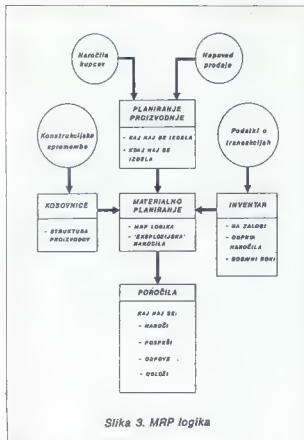 Naročila
kupcev
Napoved
prodaje
PLANIRANJE
PROIZVODNJE
- KAJ NAJ SE IZDELA
- KDAJ NAJ SE
IZDELA
Konstrukcijske
spremembe
Podatki o
transakcijah
KOSOVNICE
- STRUKTURA
PROIZVODOV
MATERIALNO
PLANIRANJE
- MRP LOGIKA
- 'EKSPLOZIJSKA'
NAROČILA
INVENTAR
- NA ZALOGI
- ODPRTA
NAROČILA
- DOBAVNI ROKI
POROČILA
KAJ NAJ SE:
- NAROČI
- POSPEŠI
- ODPOVE
- ODLOŽI
Slika 3. MRP logika